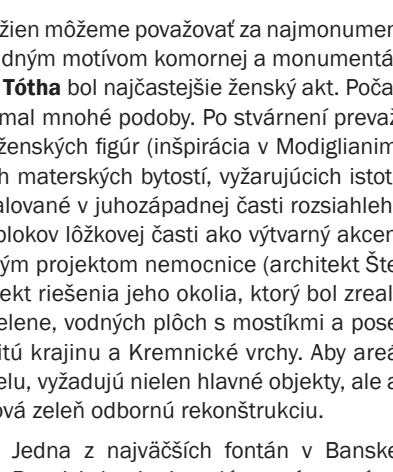 žien môžeme považovať za najmonumen
dným motívom komornej a monumentá
Tótha bol najčastejšie ženský akt. Poča
mal mnohé podoby. Po stvárnení prevaž
ženských figúr (inšpirácia v Modiglianim
h materských bytostí, vyžarujúcich istot
alované v juhozápadnej časti rozsiahleh
blokov lôžkovej časti ako výtvarný akcen
ým projektom nemocnice (architekt Šte
ekt riešenia jeho okolia, ktorý bol zreal
elene, vodných plôch s mostíkmi a pose
itú krajinu a Kremnické vrchy. Aby areá
elu, vyžadujú nielen hlavné objekty, ale a
ová zeleň odbornú rekonštrukciu.
Jedna z najväčších fontán v Banske